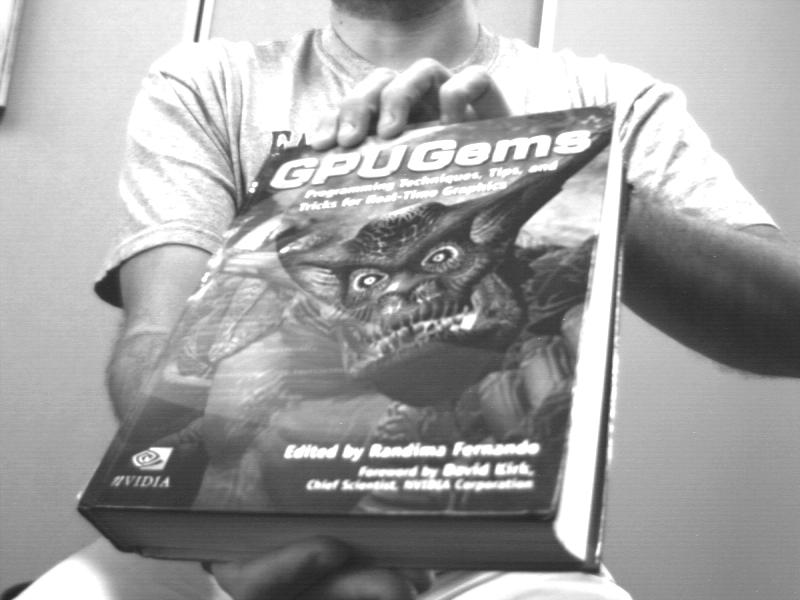 GPU Gems
Programming Techniques, Tips, and
Tricks for Real-Time Graphics
Edited by Randima Fernando
Foreword by David Kirk,
Chief Scientist, NVIDIA Corporation
nVIDIA